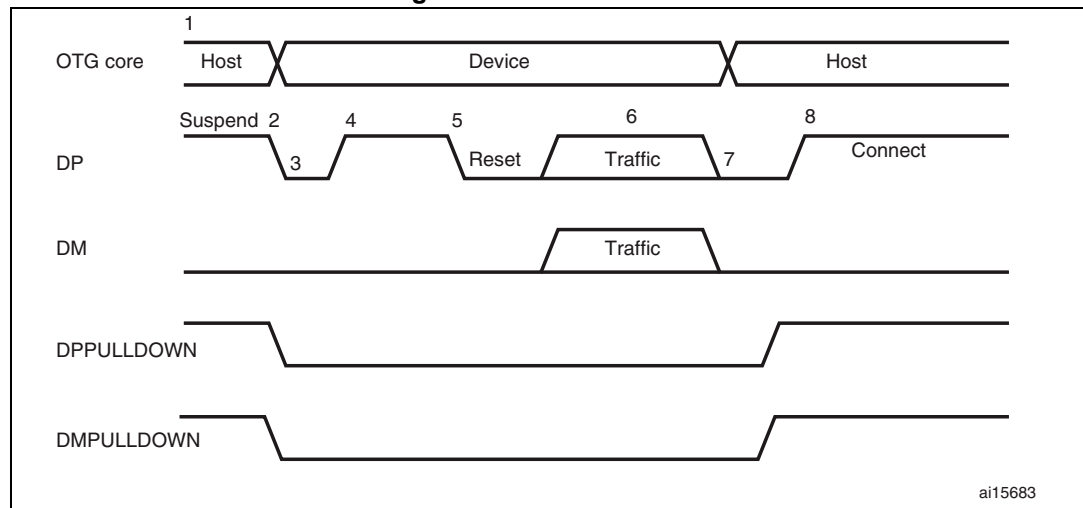 g
1
OTG core Host Device Host
Suspend 2 4 5 6 8
DP 3 Reset Traffic 7 Connect
DM Traffic
DPPULLDOWN
DMPULLDOWN
ai15683